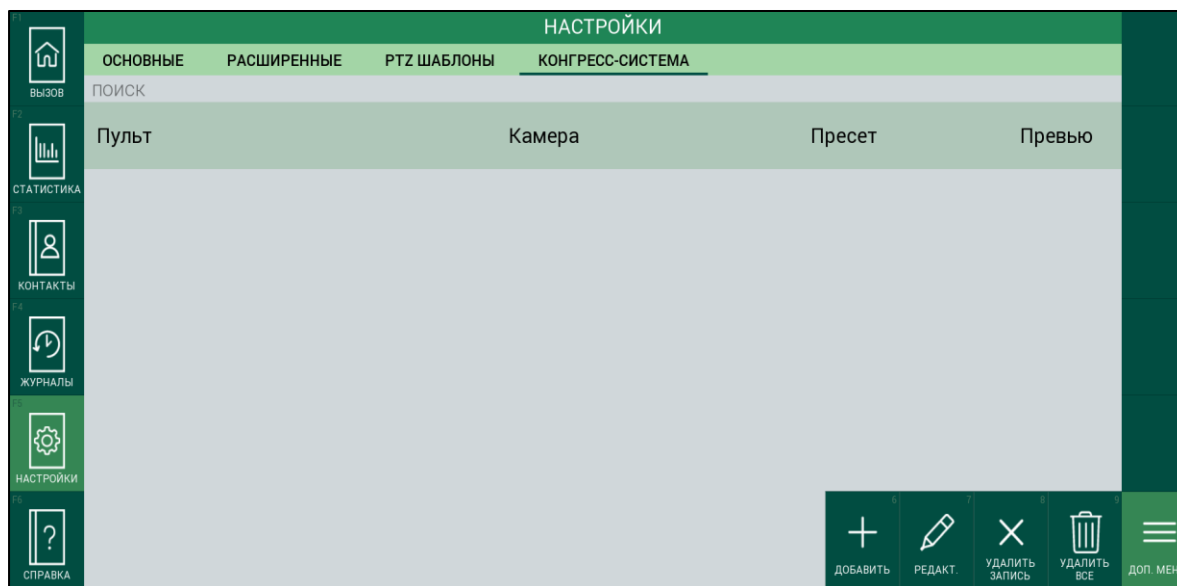 НАСТРОЙКИ
ОСНОВНЫЕ РАСШИРЕННЫЕ PTZ ШАБЛОНЫ КОНГРЕСС-СИСТЕМА
ПОИСК
Пульт Камера Пресет Превью
F1
ВЫЗОВ
F2
СТАТИСТИКА
F3
КОНТАКТЫ
F4
ЖУРНАЛЫ
F5
НАСТРОЙКИ
F6
СПРАВКА
6
ДОБАВИТЬ
7
РЕДАКТ.
8
УДАЛИТЬ
ЗАПИСЬ
9
УДАЛИТЬ
ВСЕ
ДОП. МЕН